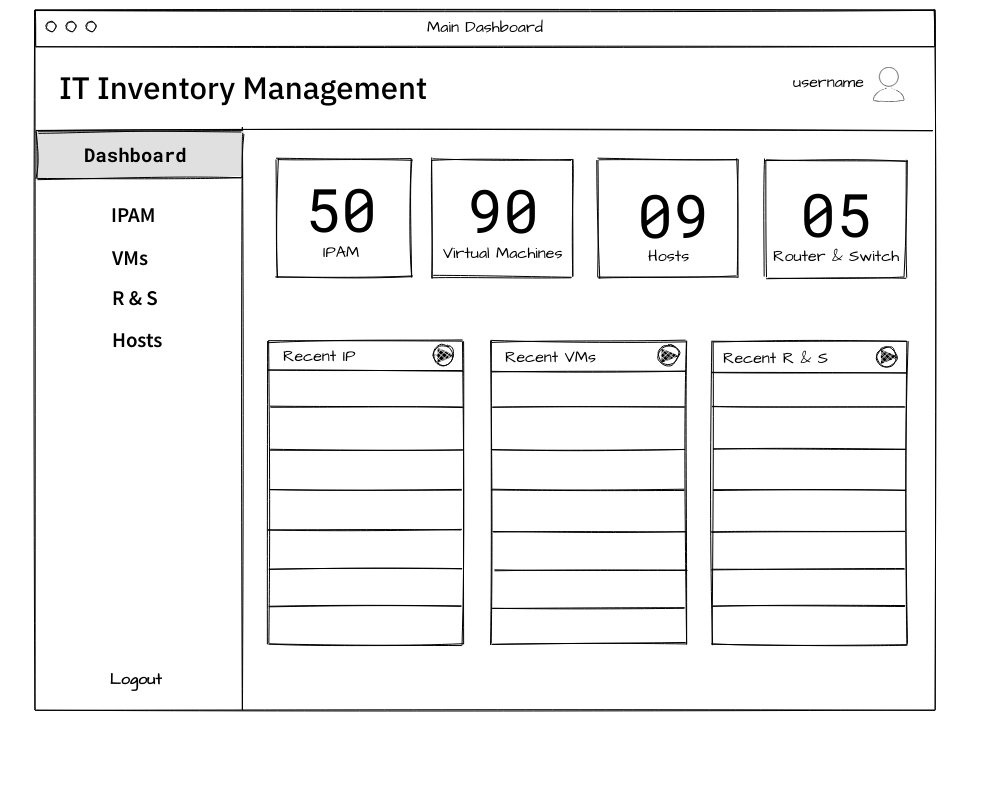 Main Dashboard
IT Inventory Management
username
Dashboard
IPAM
VMs
R & S
Hosts
Logout
50
IPAM
90
Virtual Machines
09
Hosts
05
Router & Switch
Recent IP
Recent VMs
Recent R & S